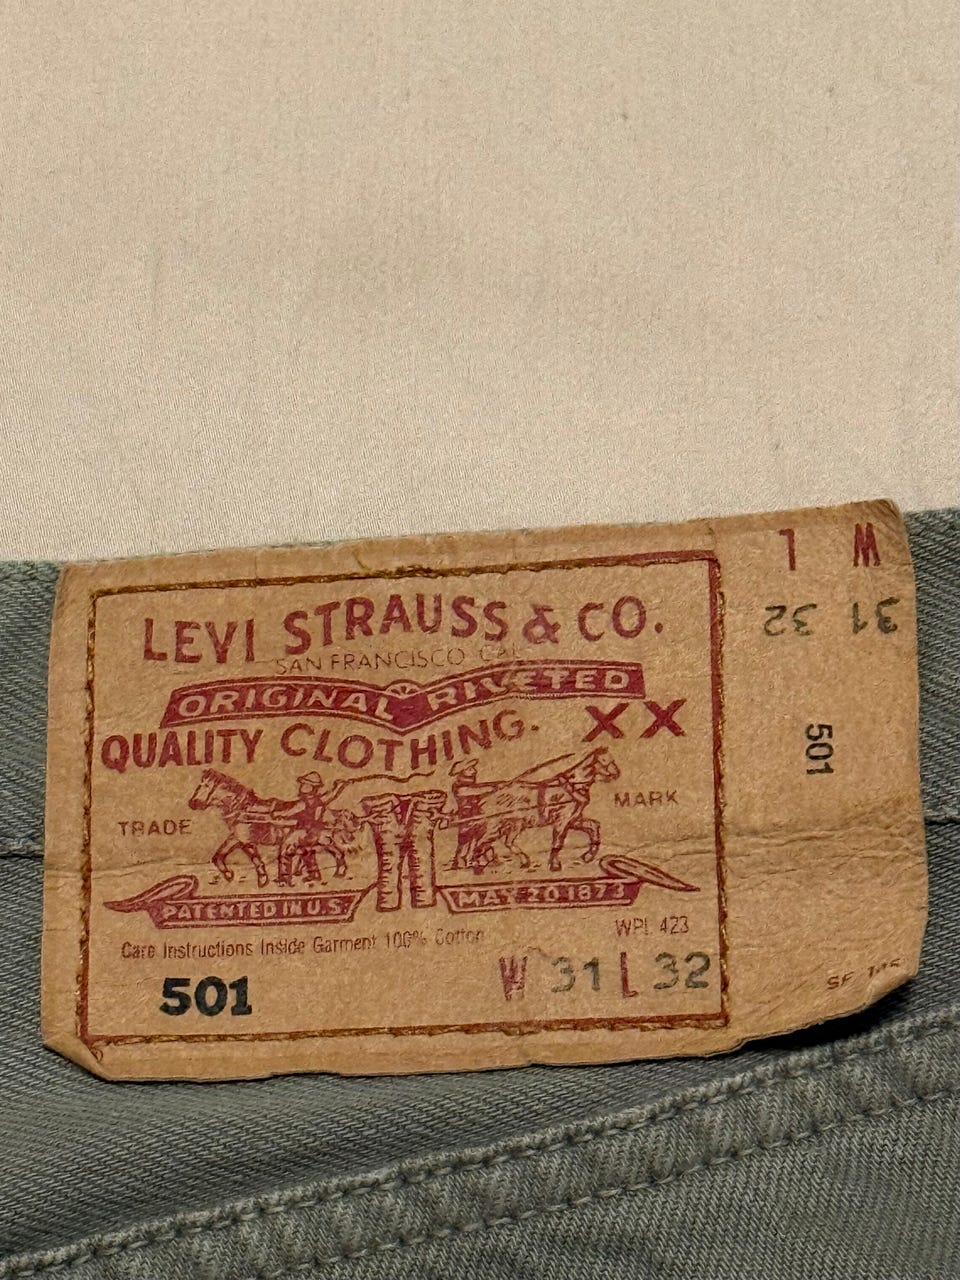 LEVI STRAUSS & CO.
SAN FRANCISCO CAL
ORIGINAL RIVETED
QUALITY CLOTHING. XX
TRADE MARK
PATENTED IN U.S. MAY 20 1873
WPL 423
Care Instructions Inside Garment 100% Cotton
501 W 31 L 32
W L
31 32
501
SF